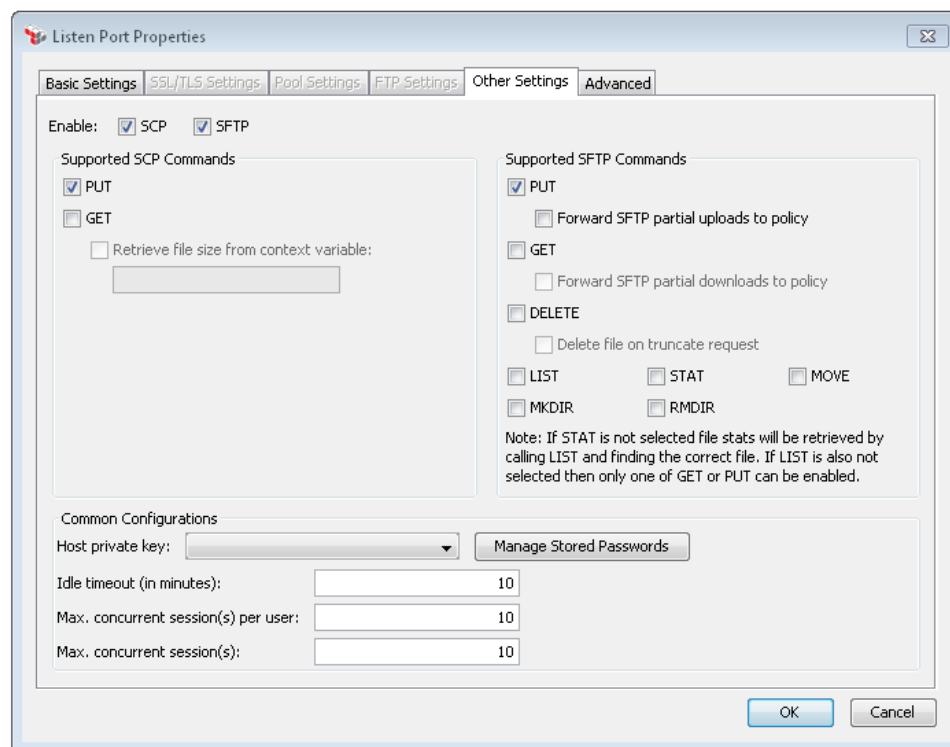 Listen Port Properties
Basic Settings SSL/TLS Settings Pool Settings FTP Settings Other Settings Advanced
Enable: SCP SFTP
Supported SCP Commands
PUT
GET
Retrieve file size from context variable:
Supported SFTP Commands
PUT
Forward SFTP partial uploads to policy
GET
Forward SFTP partial downloads to policy
DELETE
Delete file on truncate request
LIST STAT MOVE
MKDIR RMDIR
Note: If STAT is not selected file stats will be retrieved by
calling LIST and finding the correct file. If LIST is also not
selected then only one of GET or PUT can be enabled.
Common Configurations
Host private key: Manage Stored Passwords
Idle timeout (in minutes): 10
Max. concurrent session(s) per user: 10
Max. concurrent session(s): 10
OK Cancel